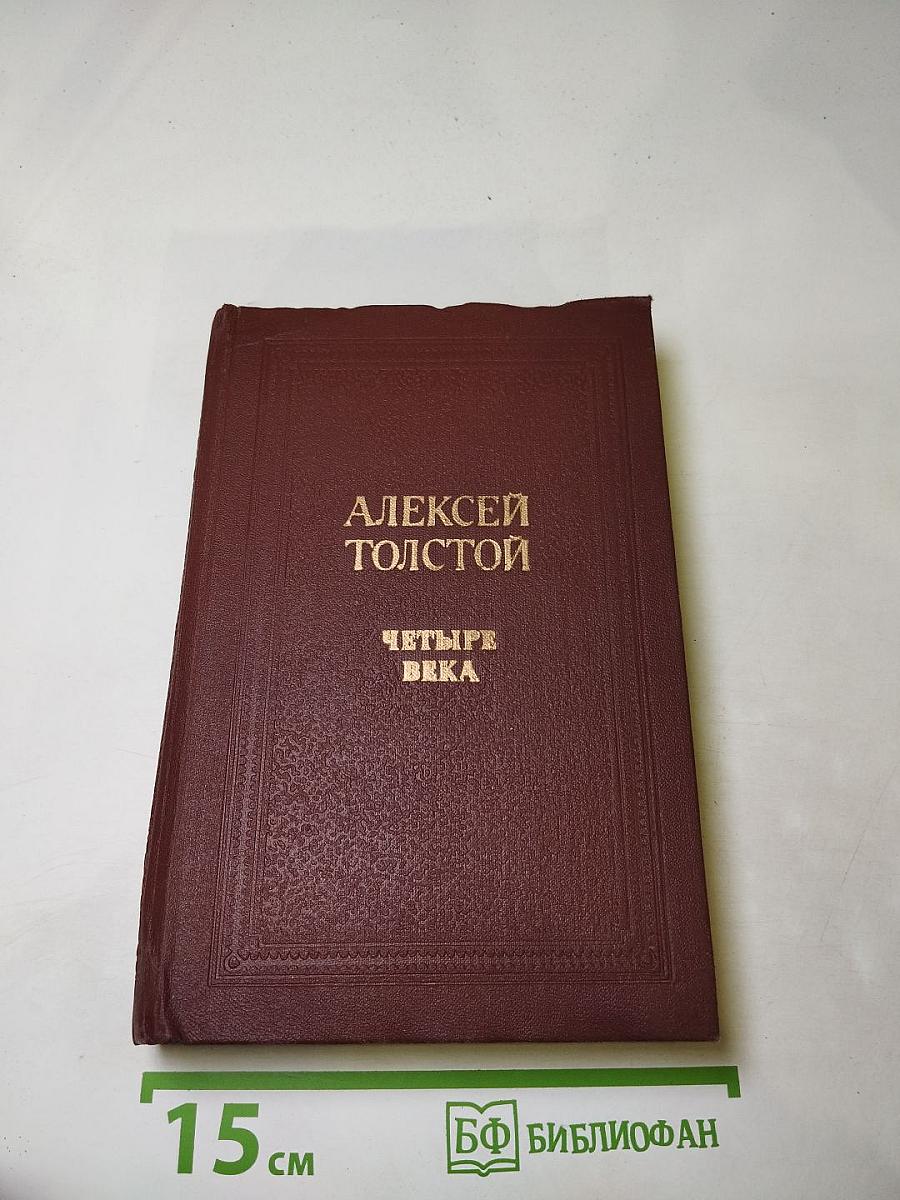 АЛЕКСЕЙ
ТОЛСТОЙ
ЧЕТЫРЕ
ВЕКА
15 см
БФ БИБЛИОФАН